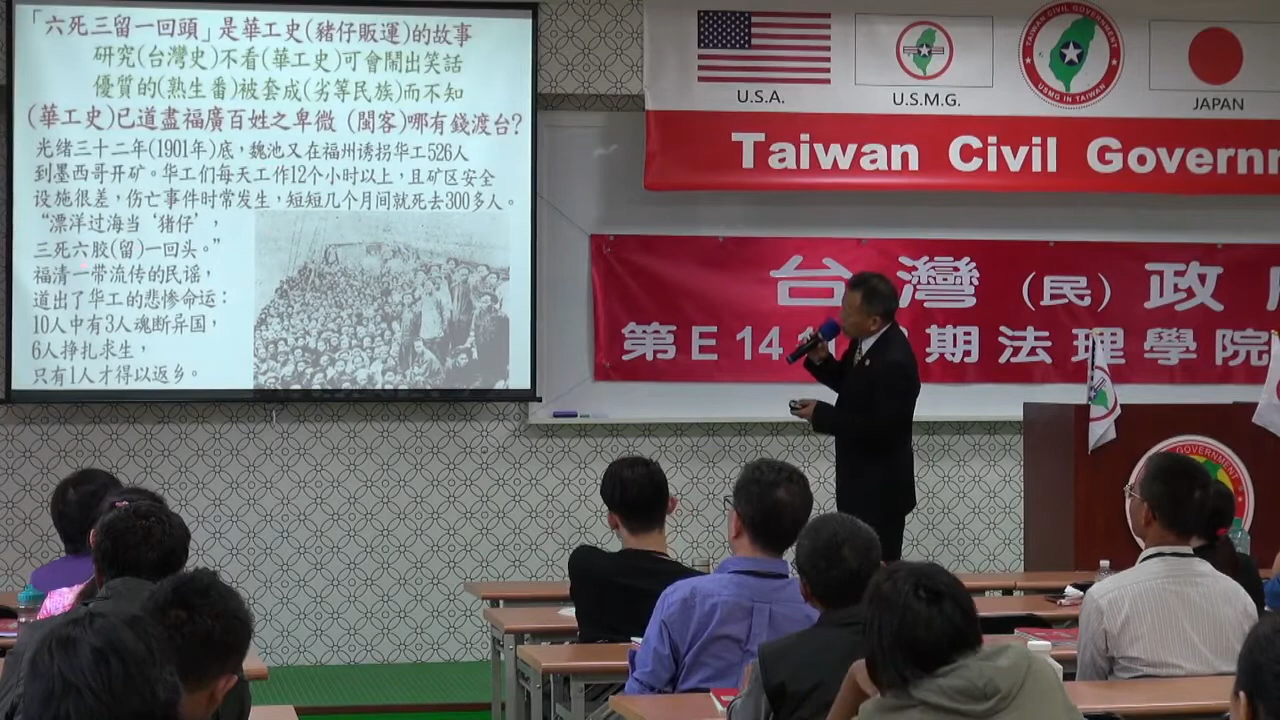 「六死三留一回頭」是華工史(豬仔販運)的故事
研究(台灣史)不看(華工史)可會鬧出笑話
優質的(熟生番)被套成(劣等民族)而不知
(華工史)已道盡福廣百姓之卑微 (閩客)哪有錢渡台?
光绪三十二年(1901年)底，魏池又在福州诱拐华工526人
到墨西哥开矿。华工们每天工作12个小时以上，且矿区安全
设施很差，伤亡事件时常发生，短短几个月间就死去300多人。
“漂洋过海当‘猪仔’，
三死六胶(留)一回头。”
福清一带流传的民谣，
道出了华工的悲惨命运：
10人中有3人魂断异国，
6人挣扎求生，
只有1人才得以返乡。
U.S.A.
U.S.M.G.
TAIWAN CIVIL GOVERNMENT
USMG IN TAIWAN
JAPAN
Taiwan Civil Governm
台灣（民）政
第E14 期法理學院
GOVERNMENT